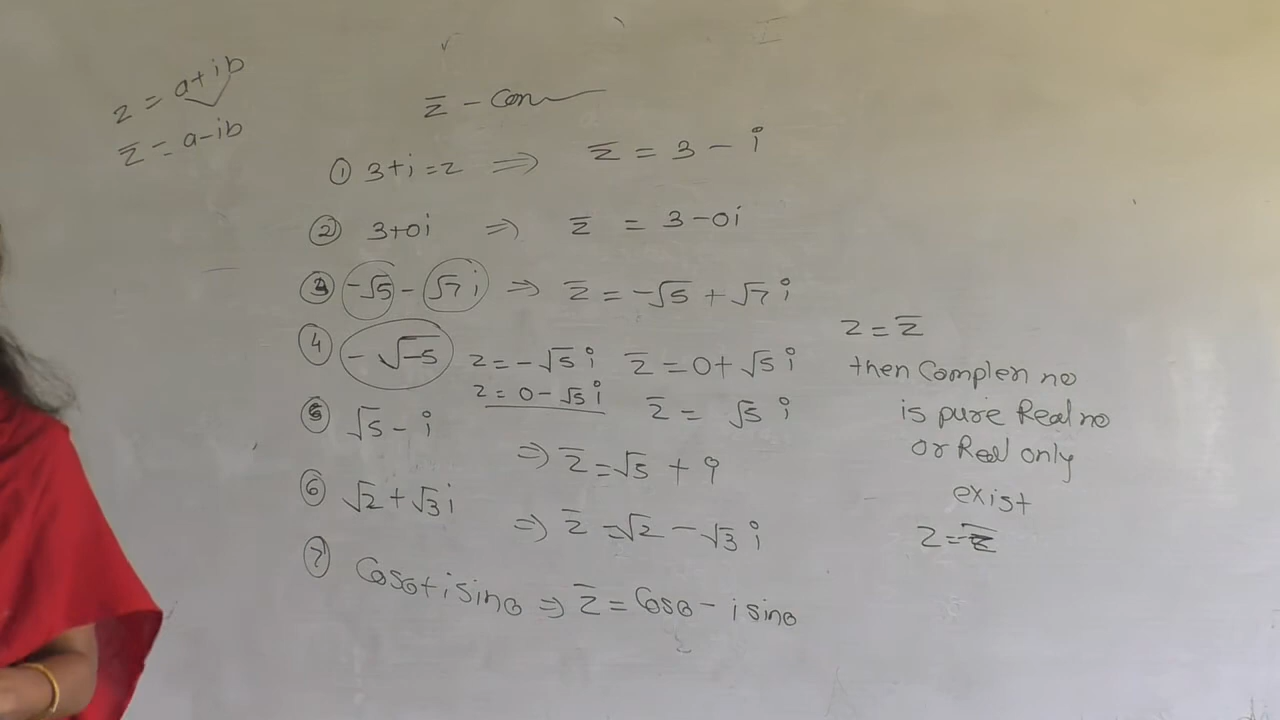 z = a+ib
z̄ = a-ib
z̄ - Con
① 3+i=z ⇒ z̄ = 3 - i
② 3+0i ⇒ z̄ = 3-0i
③ -√5 - √7 i ⇒ z̄ = -√5 + √7 i
④ -√-5 z = -√5 i z̄ = 0 + √5 i
z = 0 - √5 i z̄ = √5 i
⑤ √5 - i
⇒ z̄ = √5 + 9
⑥ √2 + √3 i
⇒ z̄ = √2 - √3 i
⑦ Cosθ + i sinθ ⇒ z̄ = Cosθ - i sinθ
z = z̄
then Complen no
is pure Real no
or Real only
exist
z = z̄